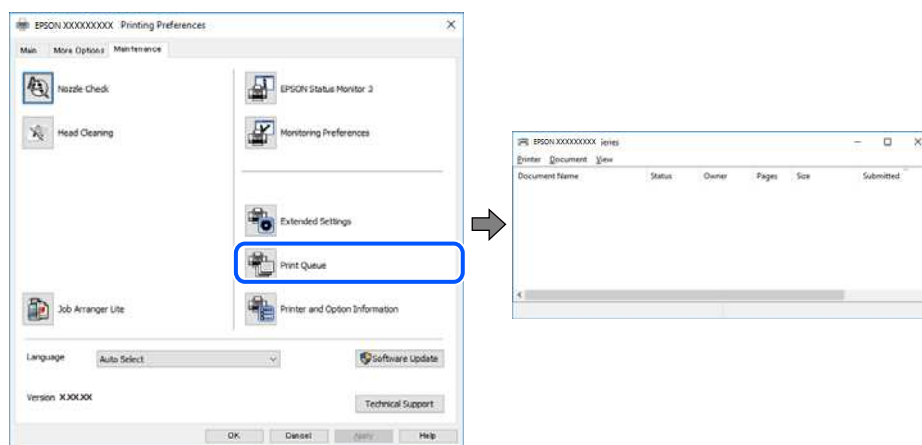 EPSON XXXXXXXXX Printing Preferences
Main More Options Maintenance
Nozzle Check
EPSON Status Monitor 3
Head Cleaning
Monitoring Preferences
Extended Settings
Print Queue
Job Arranger Lite
Printer and Option Information
Language Auto Select Software Update
Version X.XX.XX
Technical Support
OK Cancel Apply Help
EPSON XXXXXXXXX Series
Printer Document View
Document Name Status Owner Pages Size Submitted